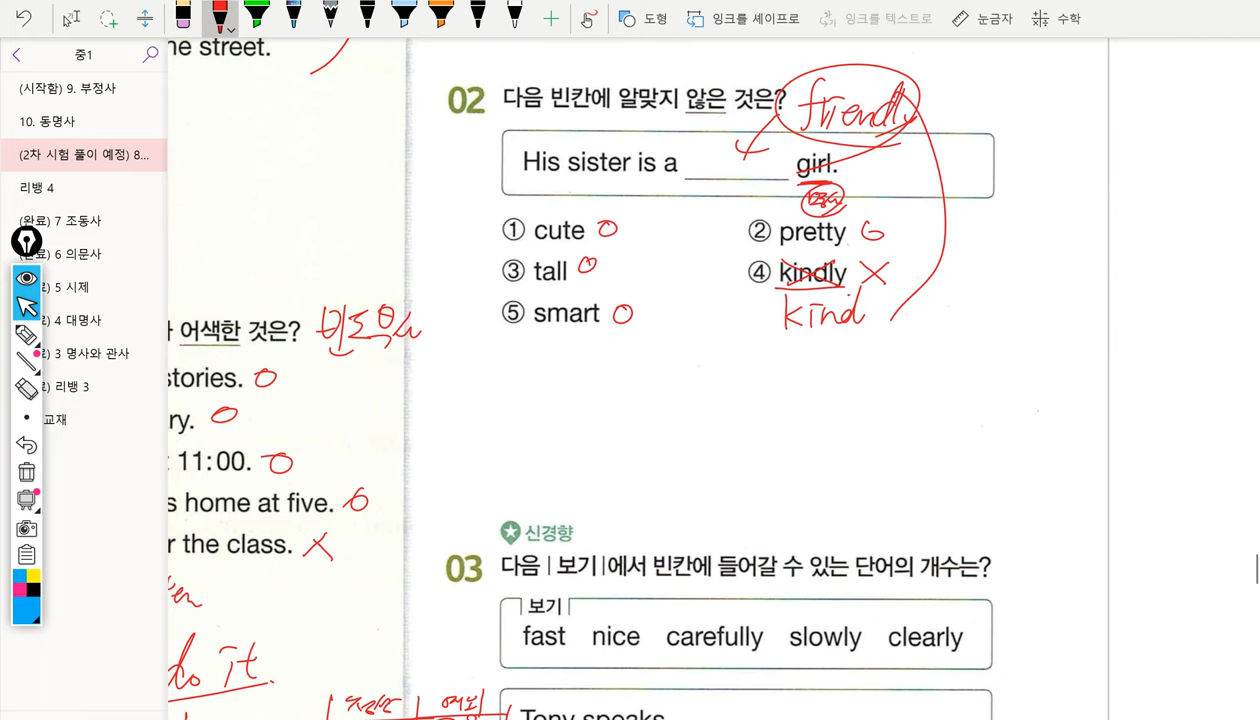 도형
잉크를 셰이프로
잉크를 텍스트로
눈금자
수학
중1
(시작함) 9. 부정사
10. 동명사
(2차 시험 풀이 예정) 8...
리뱅 4
(완료) 7 조동사
6 의문사
5 시제
4 대명사
3 명사와 관사
리뱅 3
교재
he street.
어색한 것은? 빈도부사
stories. O
ry. O
11:00. O
s home at five. O
r the class. X
do it
02 다음 빈칸에 알맞지 않은 것은? friendly
His sister is a ________ girl.
명사
① cute O ② pretty O
③ tall O ④ kindly X
kind
⑤ smart O
신경향
03 다음 |보기|에서 빈칸에 들어갈 수 있는 단어의 개수는?
보기
fast nice carefully slowly clearly
Tony speaks